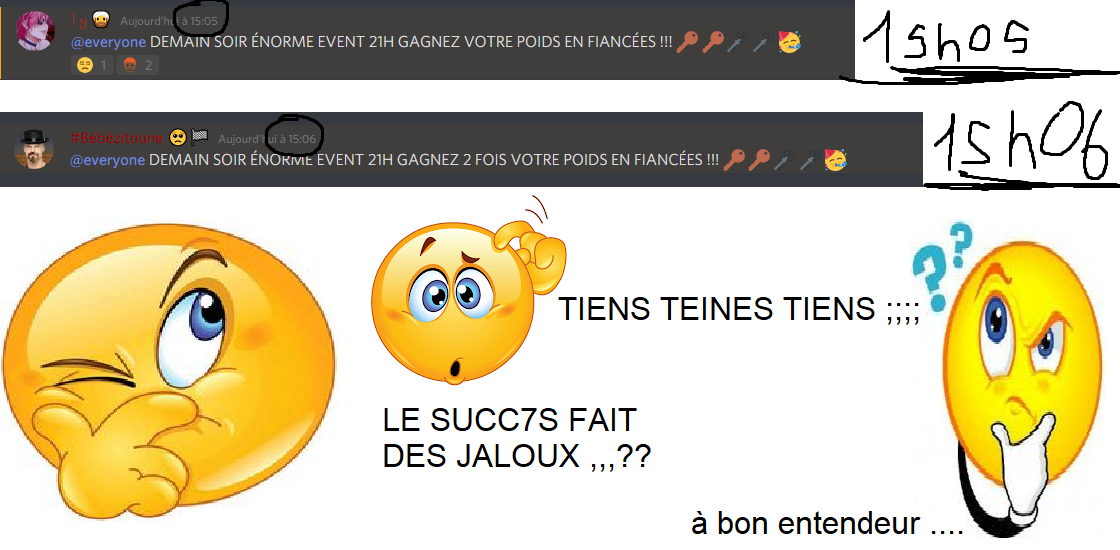 ! g Aujourd'hui à 15:05
@everyone DEMAIN SOIR ÉNORME EVENT 21H GAGNEZ VOTRE POIDS EN FIANCÉES !!!
1 2
15h05
#Bébézitoune Aujourd'hui à 15:06
@everyone DEMAIN SOIR ÉNORME EVENT 21H GAGNEZ 2 FOIS VOTRE POIDS EN FIANCÉES !!!
15h06
??
TIENS TEINES TIENS ;;;;
LE SUCC7S FAIT
DES JALOUX ,,,??
à bon entendeur ....